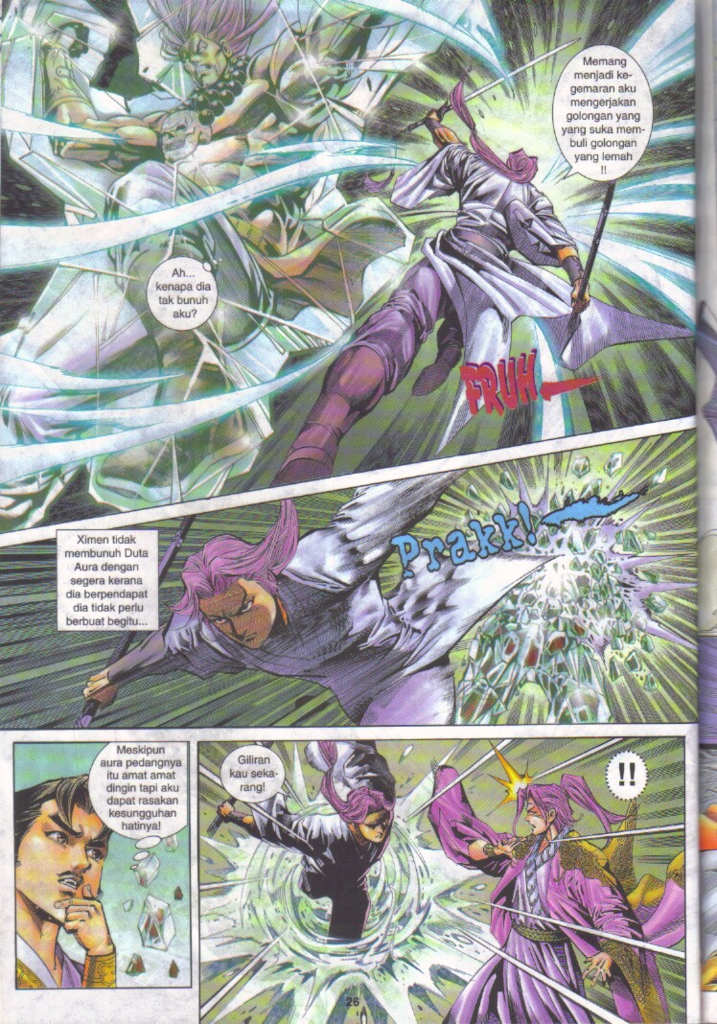 Memang
menjadi ke-
gemaran aku
mengerjakan
golongan yang
yang suka mem-
buli golongan
yang lemah
!!
Ah...
kenapa dia
tak bunuh
aku?
FRUH
Prakk!
Ximen tidak
membunuh Duta
Aura dengan
segera kerana
dia berpendapat
dia tidak perlu
berbuat begitu...
Meskipun
aura pedangnya
itu amat amat
dingin tapi aku
dapat rasakan
kesungguhan
hatinya!
Giliran
kau seka-
rang!
!!
26